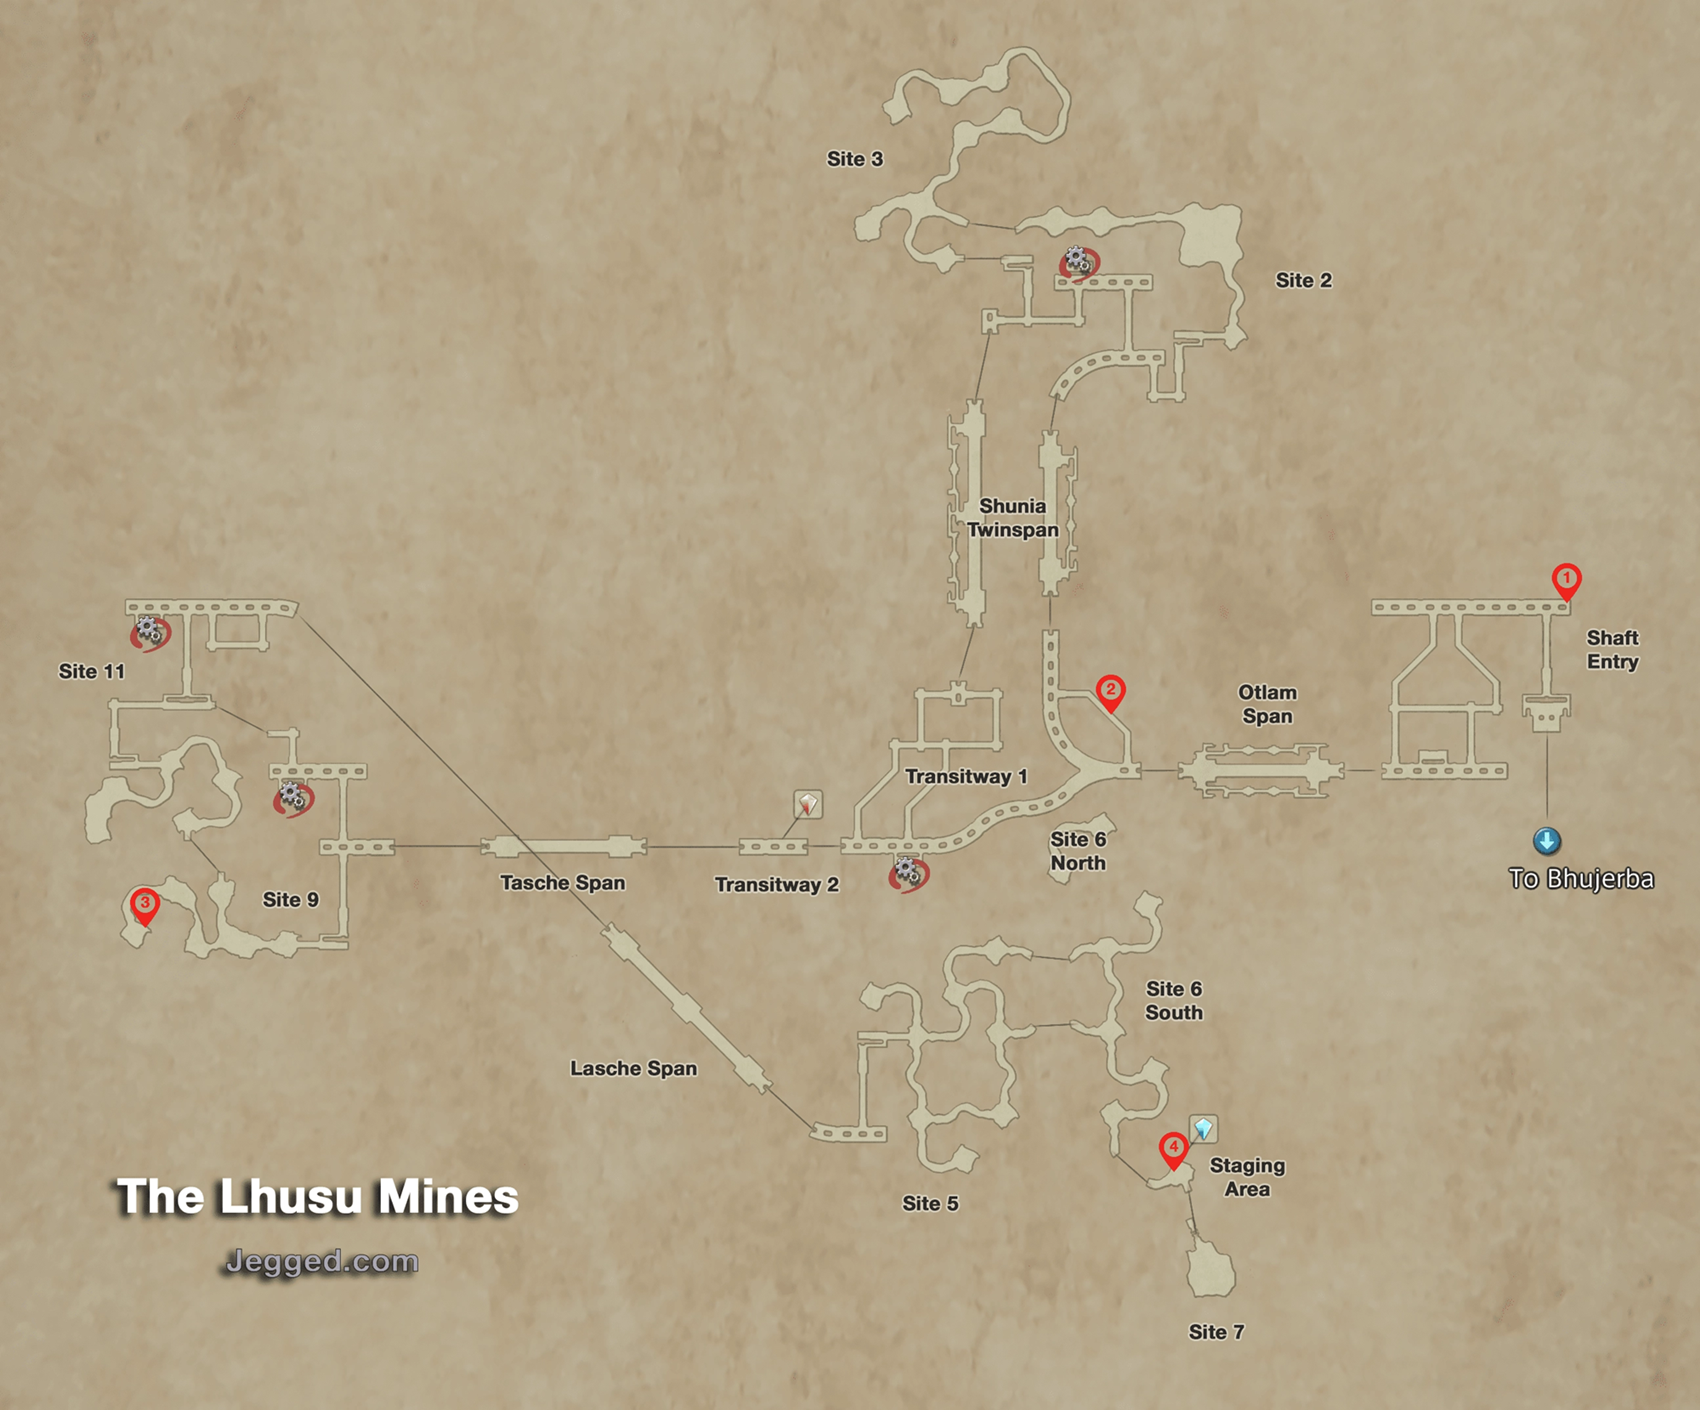 Site 3
Site 2
Shunia
Twinspan
1
Shaft
Entry
Site 11
2
Otlam
Span
Transitway 1
Site 6
North
To Bhujerba
Tasche Span
Transitway 2
Site 9
3
Site 6
South
Lasche Span
4
Staging
Area
Site 5
The Lhusu Mines
Jegged.com
Site 7